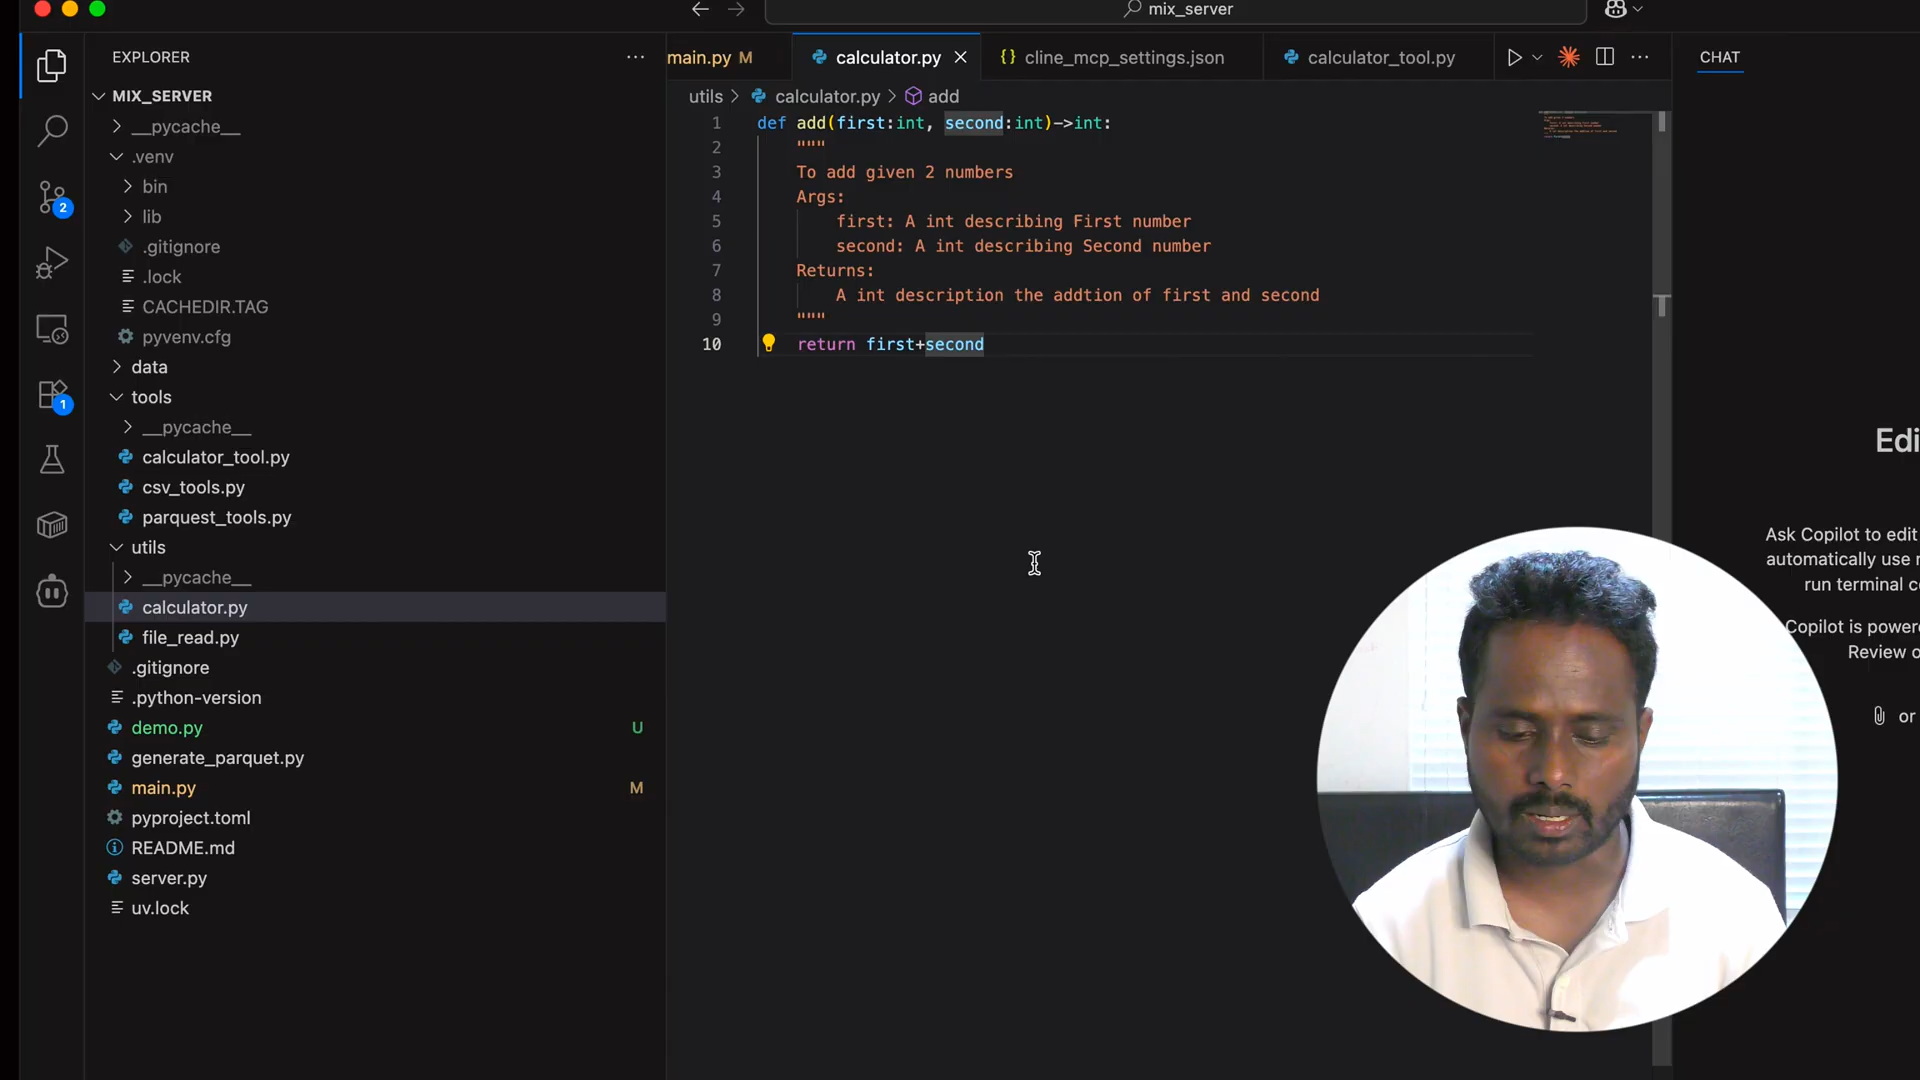 mix_server
EXPLORER
MIX_SERVER
__pycache__
.venv
bin
lib
.gitignore
.lock
CACHEDIR.TAG
pyvenv.cfg
data
tools
__pycache__
calculator_tool.py
csv_tools.py
parquest_tools.py
utils
__pycache__
calculator.py
file_read.py
.gitignore
.python-version
demo.py U
generate_parquet.py
main.py M
pyproject.toml
README.md
server.py
uv.lock
2
1
main.py M
calculator.py
{} cline_mcp_settings.json
calculator_tool.py
utils > calculator.py > add
1 def add(first:int, second:int)->int:
2 """
3 To add given 2 numbers
4 Args:
5 first: A int describing First number
6 second: A int describing Second number
7 Returns:
8 A int description the addtion of first and second
9 """
10 return first+second
CHAT
Edi
Ask Copilot to edit
automatically use
run terminal
Copilot is power
Review
or